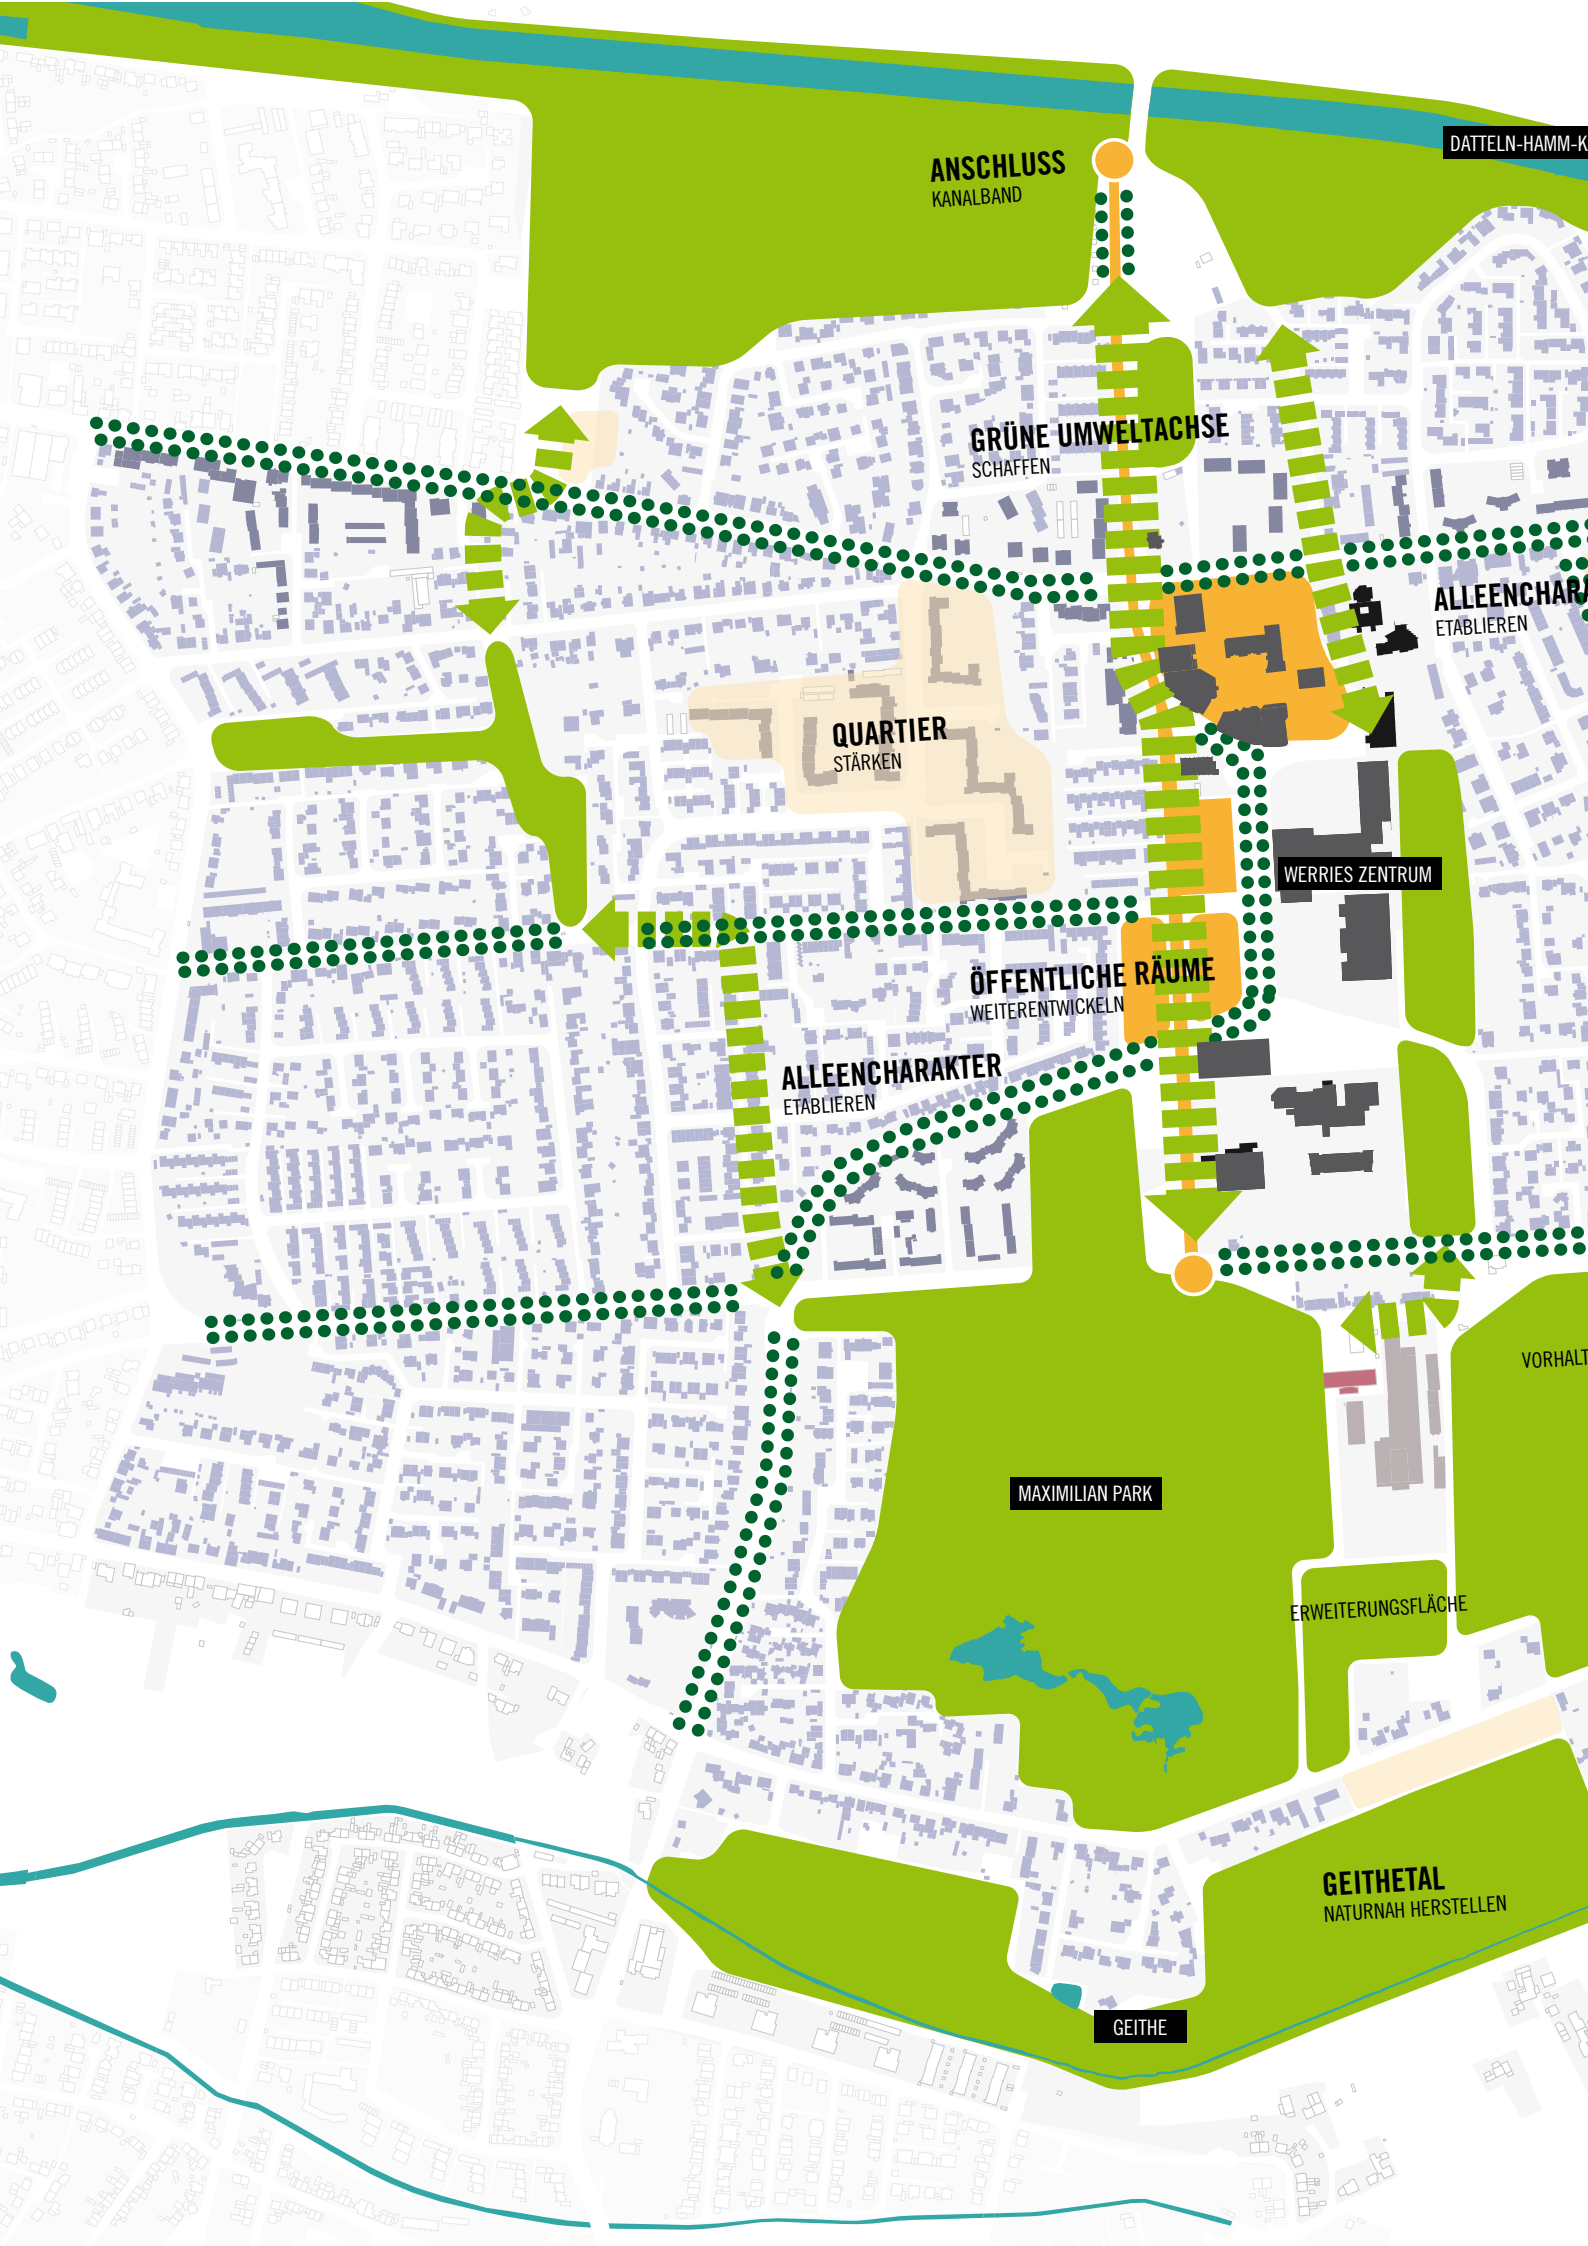 DATTELN-HAMM-K
ANSCHLUSS
KANALBAND
GRÜNE UMWELTACHSE
SCHAFFEN
ALLEENCHARA
ETABLIEREN
QUARTIER
STÄRKEN
WERRIES ZENTRUM
ÖFFENTLICHE RÄUME
WEITERENTWICKELN
ALLEENCHARAKTER
ETABLIEREN
VORHALT
MAXIMILIAN PARK
ERWEITERUNGSFLÄCHE
GEITHETAL
NATURNAH HERSTELLEN
GEITHE